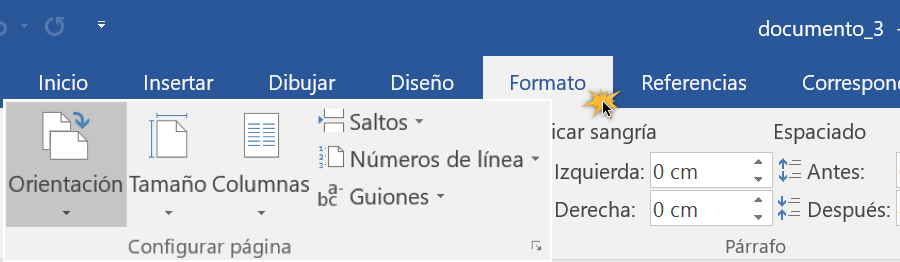 documento_3 -
Inicio Insertar Dibujar Diseño Formato Referencias Correspon
Saltos
icar sangría Espaciado
Números de línea
Izquierda: 0 cm Antes:
Orientación Tamaño Columnas
abc Guiones
Derecha: 0 cm Después:
Configurar página Párrafo